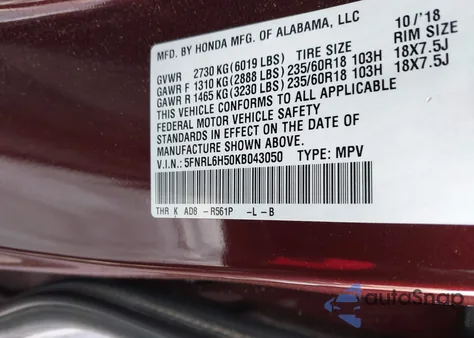 MFD. BY HONDA MFG. OF ALABAMA, LLC 10/'18
TIRE SIZE RIM SIZE
GVWR 2730 KG (6019 LBS)
GAWR F 1310 KG (2888 LBS) 235/60R18 103H 18X7.5J
GAWR R 1465 KG (3230 LBS) 235/60R18 103H 18X7.5J
THIS VEHICLE CONFORMS TO ALL APPLICABLE
FEDERAL MOTOR VEHICLE SAFETY
STANDARDS IN EFFECT ON THE DATE OF
MANUFACTURE SHOWN ABOVE.
V.I.N.: 5FNRL6H50KB043050 TYPE: MPV
THR K AD8 -R561P -L -B
autoSnap